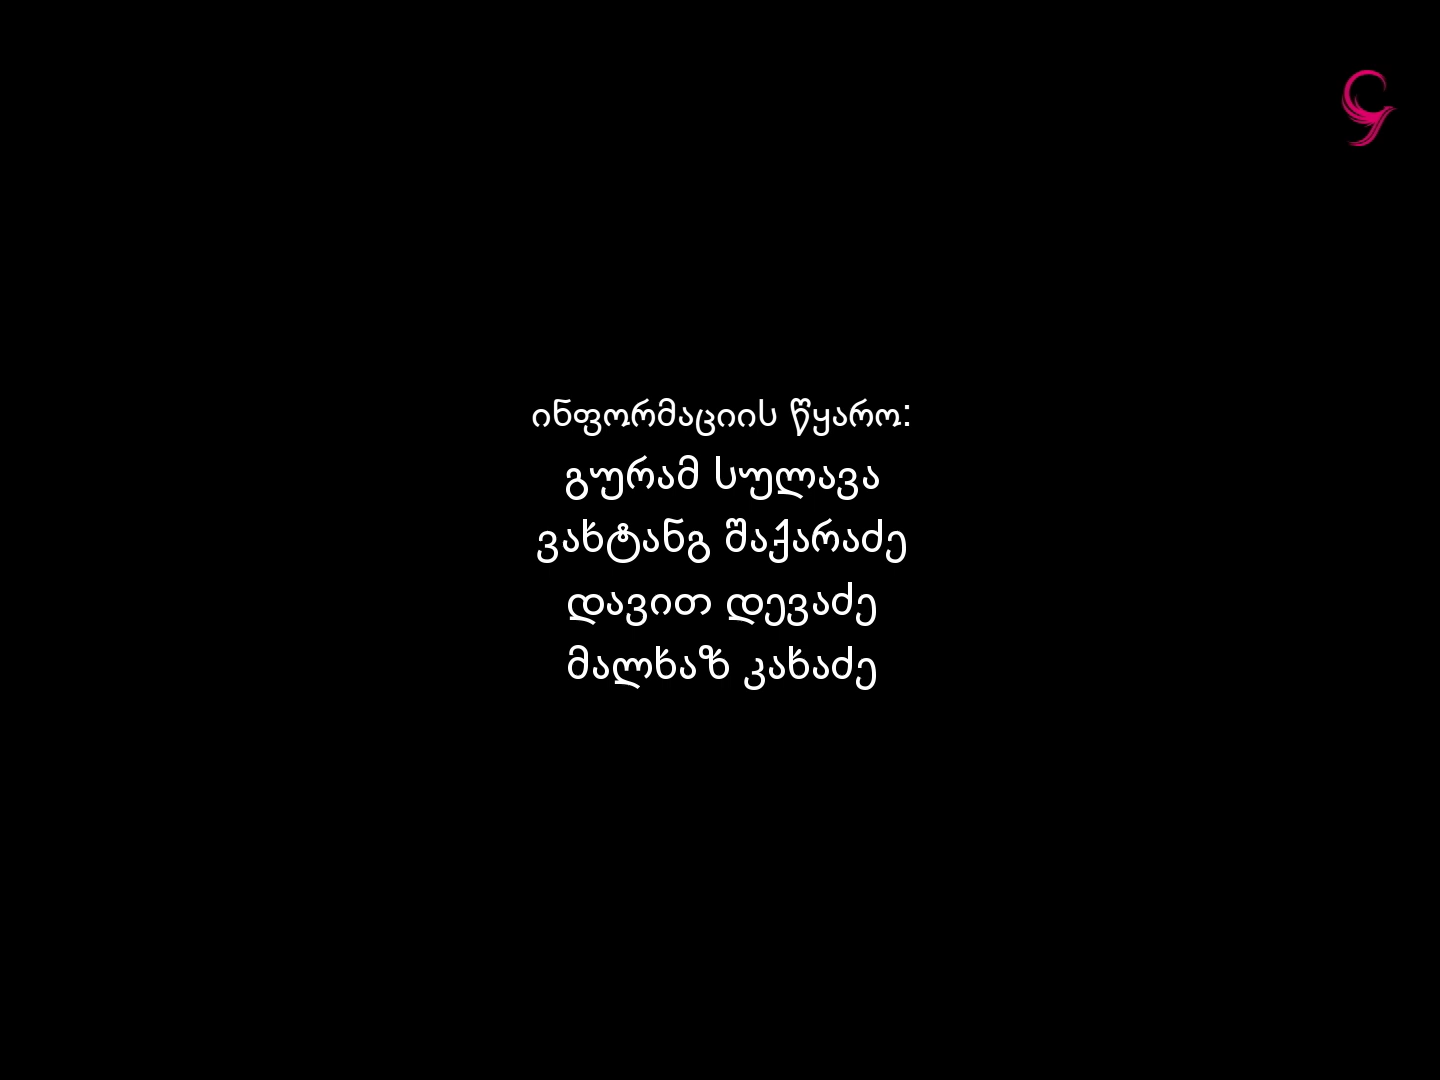 ინფორმაციის წყარო:
გურამ სულავა
ვახტანგ შაქარაძე
დავით დევაძე
მალხაზ კახაძე